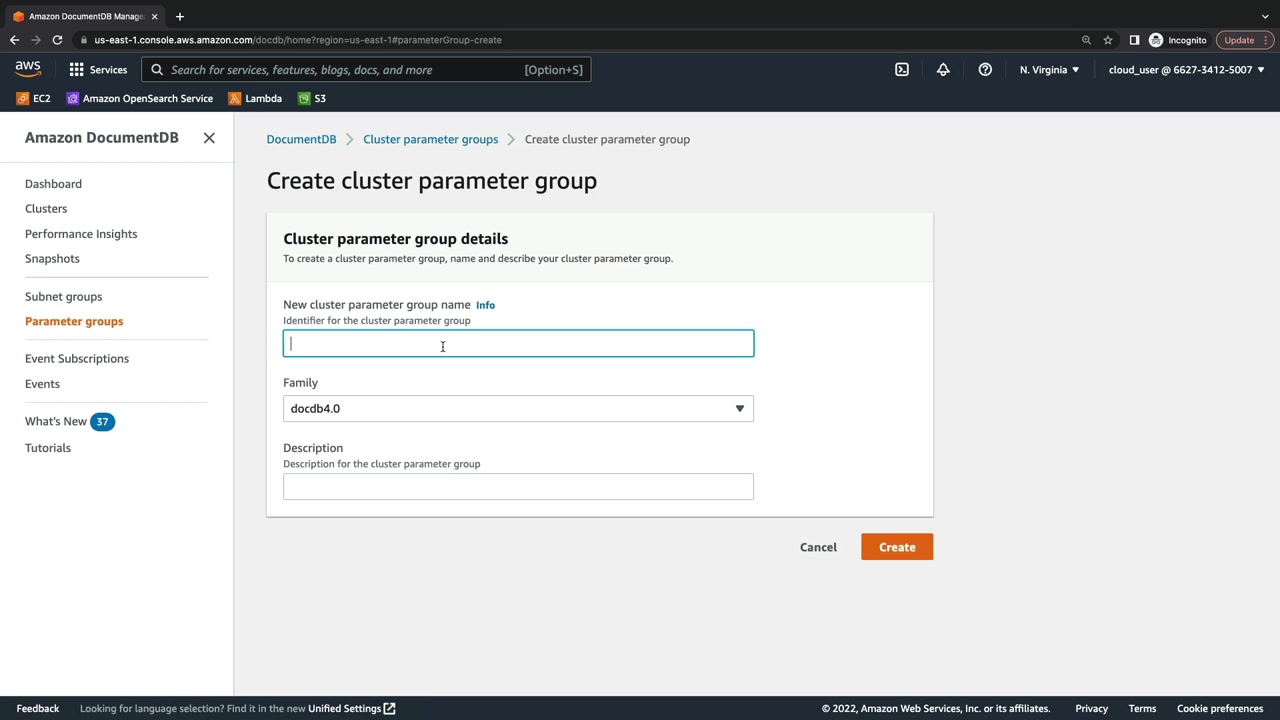 Amazon DocumentDB Manage
us-east-1.console.aws.amazon.com/docdb/home?region=us-east-1#parameterGroup-create
Incognito
Update
aws
Services
Search for services, features, blogs, docs, and more
[Option+S]
N. Virginia
cloud_user @ 6627-3412-5007
EC2
Amazon OpenSearch Service
Lambda
S3
Amazon DocumentDB
Dashboard
Clusters
Performance Insights
Snapshots
Subnet groups
Parameter groups
Event Subscriptions
Events
What's New 37
Tutorials
DocumentDB
Cluster parameter groups
Create cluster parameter group
Create cluster parameter group
Cluster parameter group details
To create a cluster parameter group, name and describe your cluster parameter group.
New cluster parameter group name Info
Identifier for the cluster parameter group
Family
docdb4.0
Description
Description for the cluster parameter group
Cancel
Create
Feedback
Looking for language selection? Find it in the new Unified Settings
© 2022, Amazon Web Services, Inc. or its affiliates.
Privacy
Terms
Cookie preferences